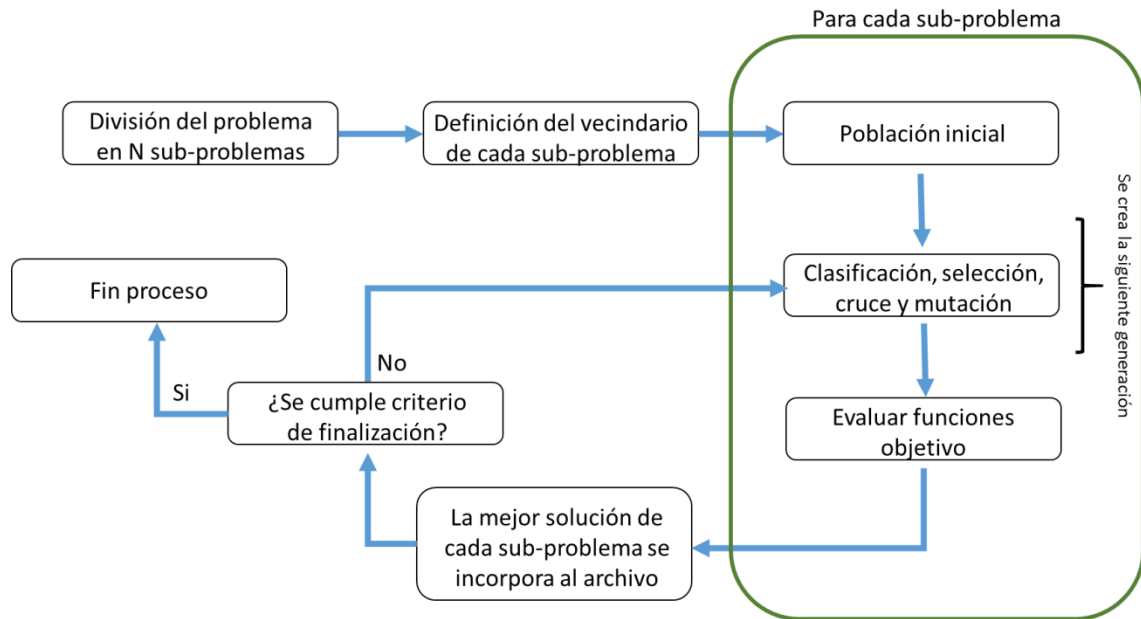 Para cada sub-problema
División del problema
en N sub-problemas
Definición del vecindario
de cada sub-problema
Población inicial
Se crea la siguiente generación
Clasificación, selección,
cruce y mutación
Fin proceso
No
Si
¿Se cumple criterio
de finalización?
Evaluar funciones
objetivo
La mejor solución de
cada sub-problema se
incorpora al archivo